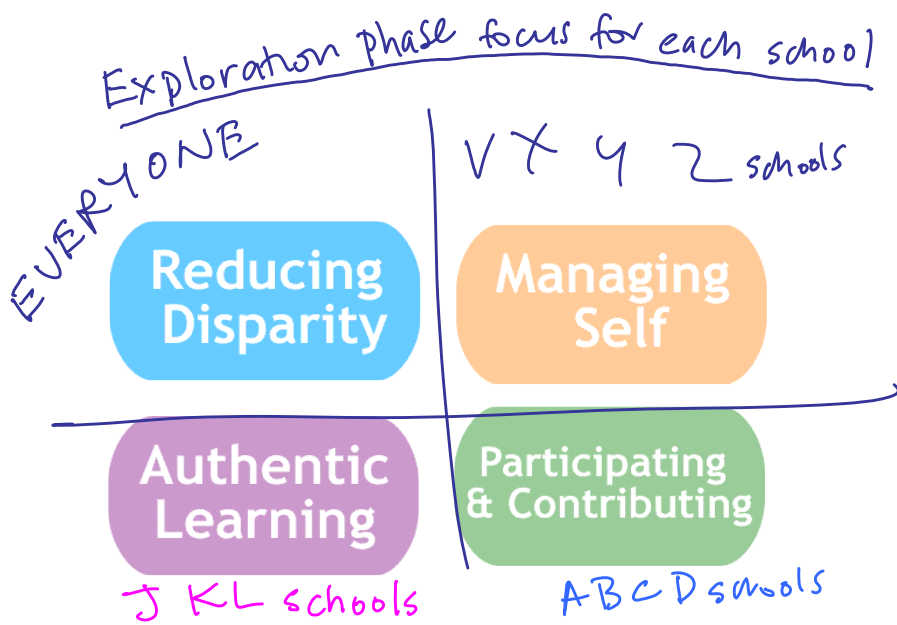 Exploration phase focus for each school
EVERYONE
V X Y Z schools
Reducing
Disparity
Managing
Self
Authentic
Learning
Participating
& Contributing
J K L schools
A B C D schools